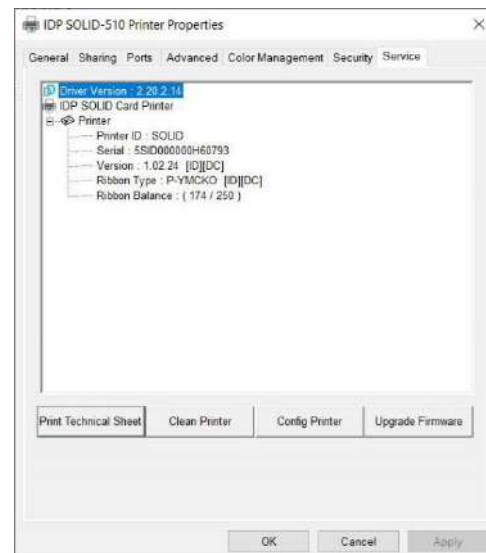 IDP SOLID-510 Printer Properties
General Sharing Ports Advanced Color Management Security Service
Driver Version : 2.20.2.14
IDP SOLID Card Printer
Printer
Printer ID : SOLID
Serial : 5SID000000H60793
Version : 1.02.24 [ID][DC]
Ribbon Type : P-YMCKO [ID][DC]
Ribbon Balance : ( 174 / 250 )
Print Technical Sheet Clean Printer Config Printer Upgrade Firmware
OK Cancel Apply